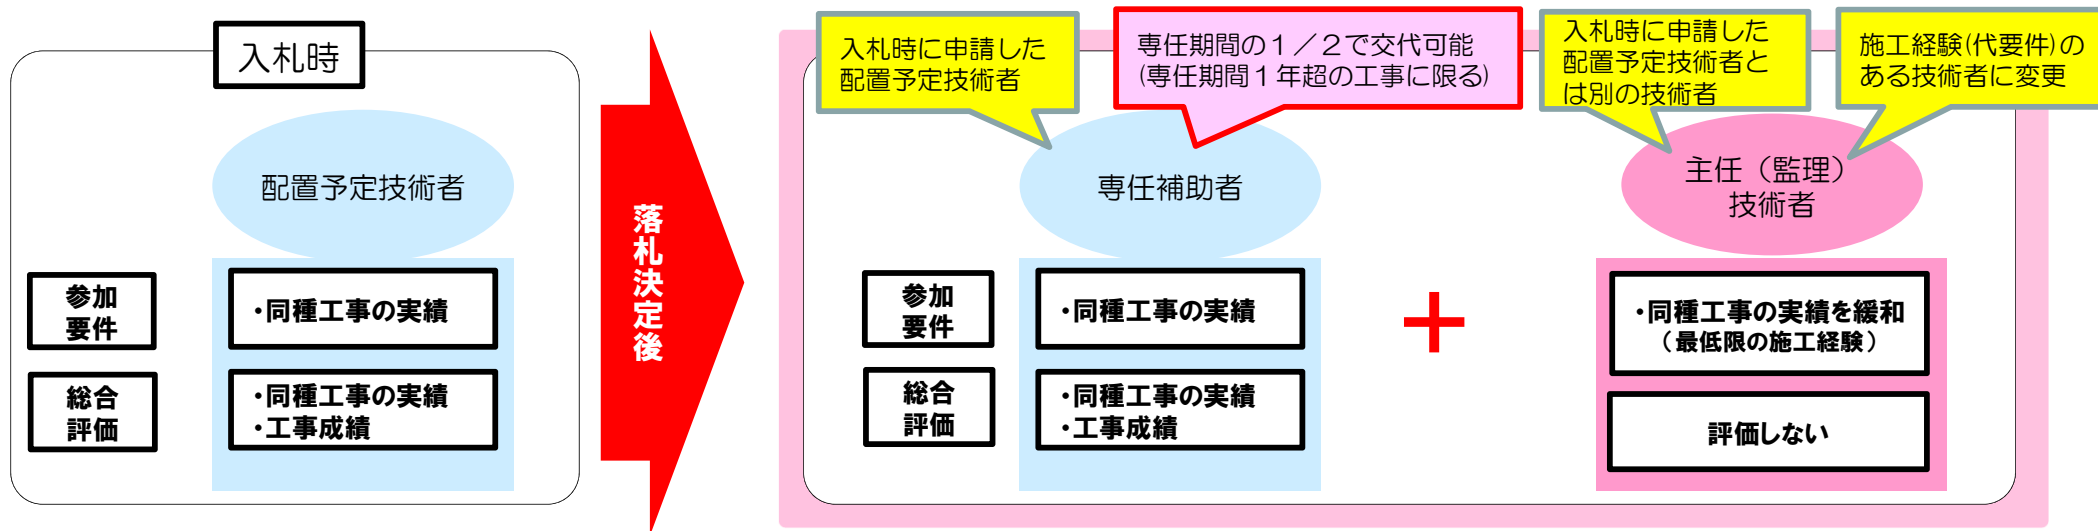 入札時
配置予定技術者
参加
要件
・同種工事の実績
総合
評価
・同種工事の実績
・工事成績
落札決定後
入札時に申請した
配置予定技術者
専任期間の１／２で交代可能
(専任期間１年超の工事に限る)
入札時に申請した
配置予定技術者と
は別の技術者
施工経験(代要件)の
ある技術者に変更
専任補助者
主任（監理）
技術者
参加
要件
・同種工事の実績
＋
・同種工事の実績を緩和
（最低限の施工経験）
総合
評価
・同種工事の実績
・工事成績
評価しない